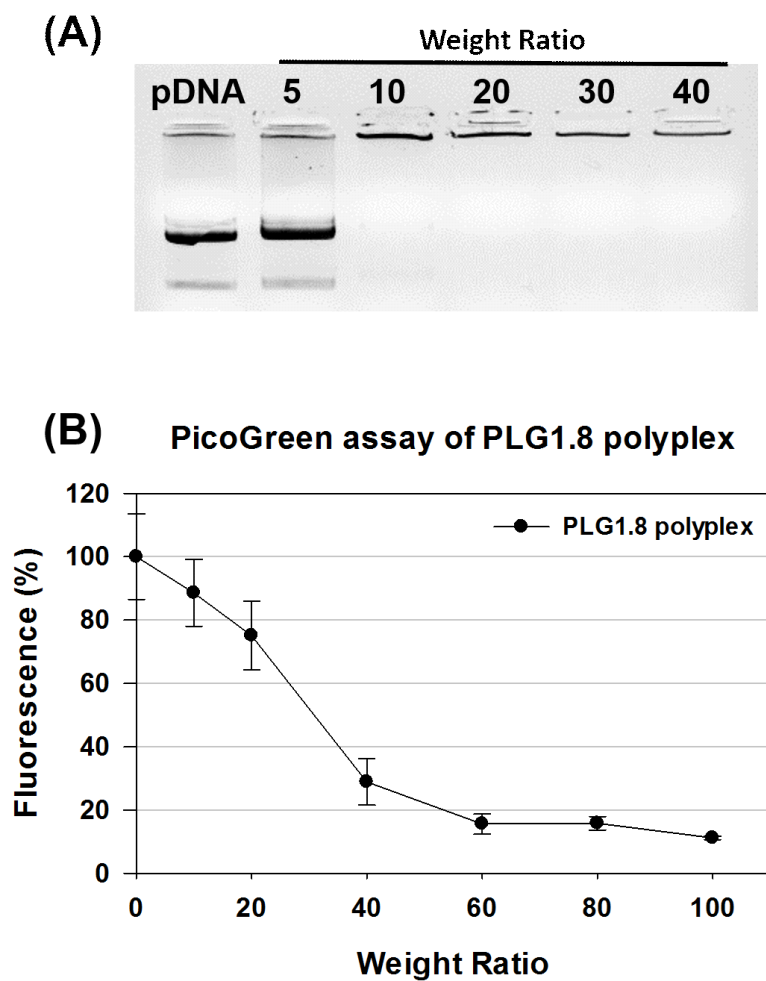 (A)
Weight Ratio
pDNA 5 10 20 30 40
(B)
PicoGreen assay of PLG1.8 polyplex
120
PLG1.8 polyplex
100
80
60
40
20
0
Fluorescence (%)
0 20 40 60 80 100
Weight Ratio